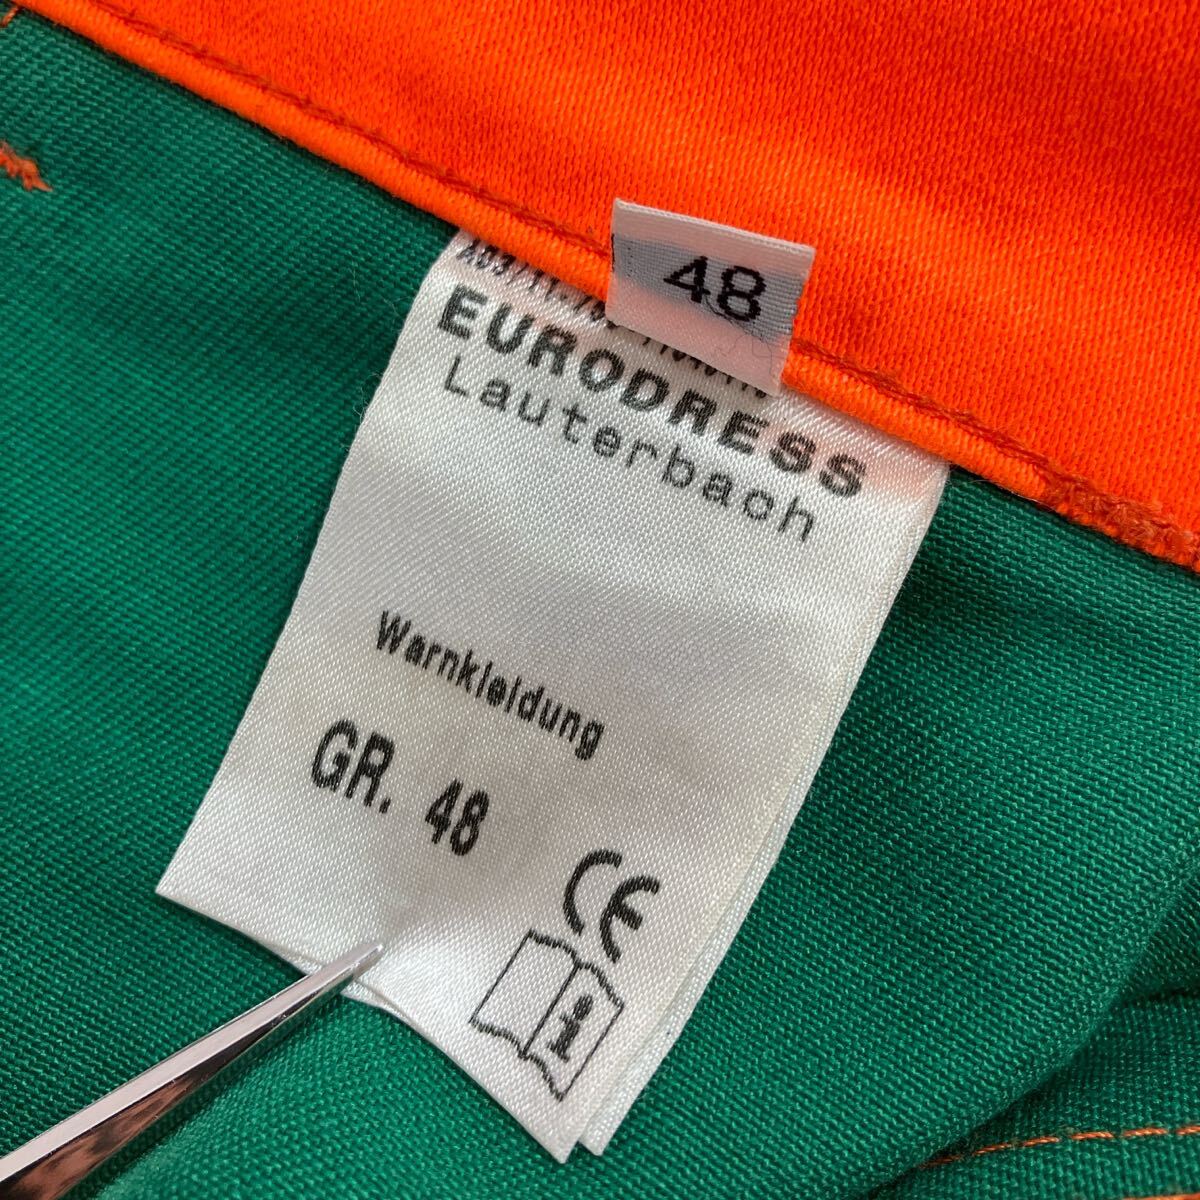 48
EURODRESS
Lauterbach
Warnkleidung
GR. 48
CE
i